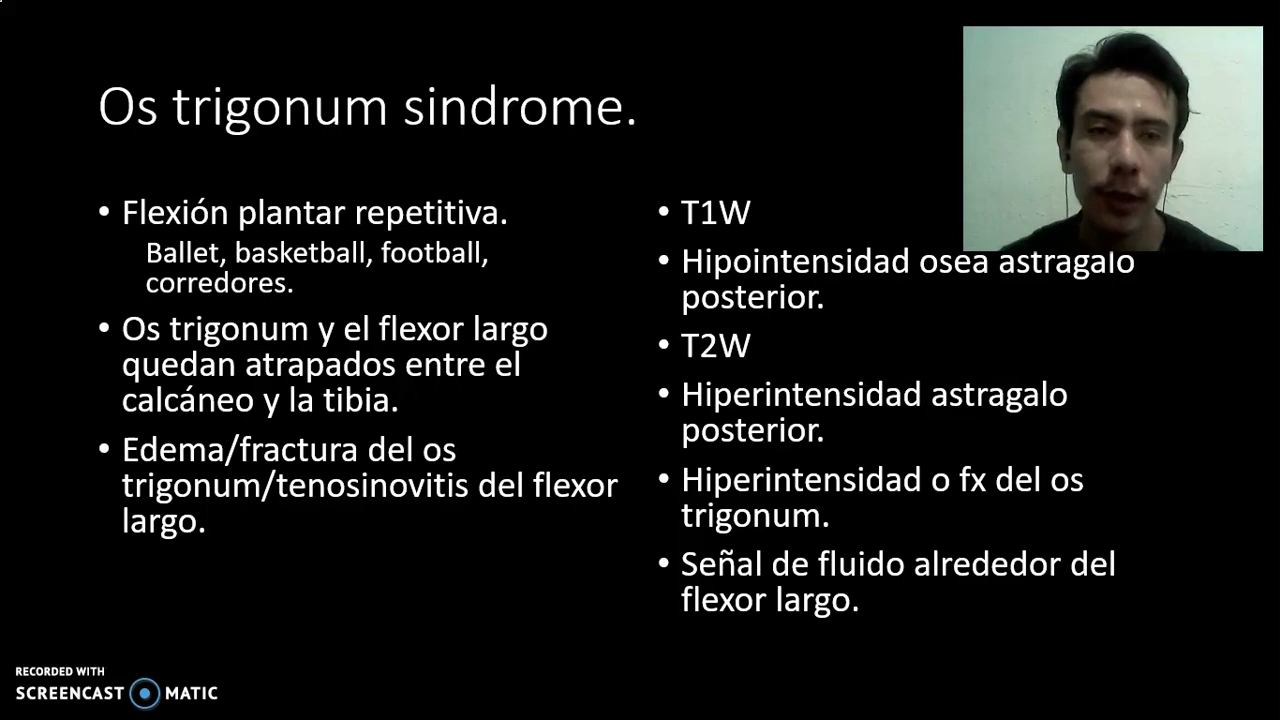 Os trigonum sindrome.
• Flexión plantar repetitiva.
Ballet, basketball, football,
corredores.
• Os trigonum y el flexor largo
quedan atrapados entre el
calcáneo y la tibia.
• Edema/fractura del os
trigonum/tenosinovitis del flexor
largo.
• T1W
• Hipointensidad osea astragalo
posterior.
• T2W
• Hiperintensidad astragalo
posterior.
• Hiperintensidad o fx del os
trigonum.
• Señal de fluido alrededor del
flexor largo.
RECORDED WITH
SCREENCAST MATIC